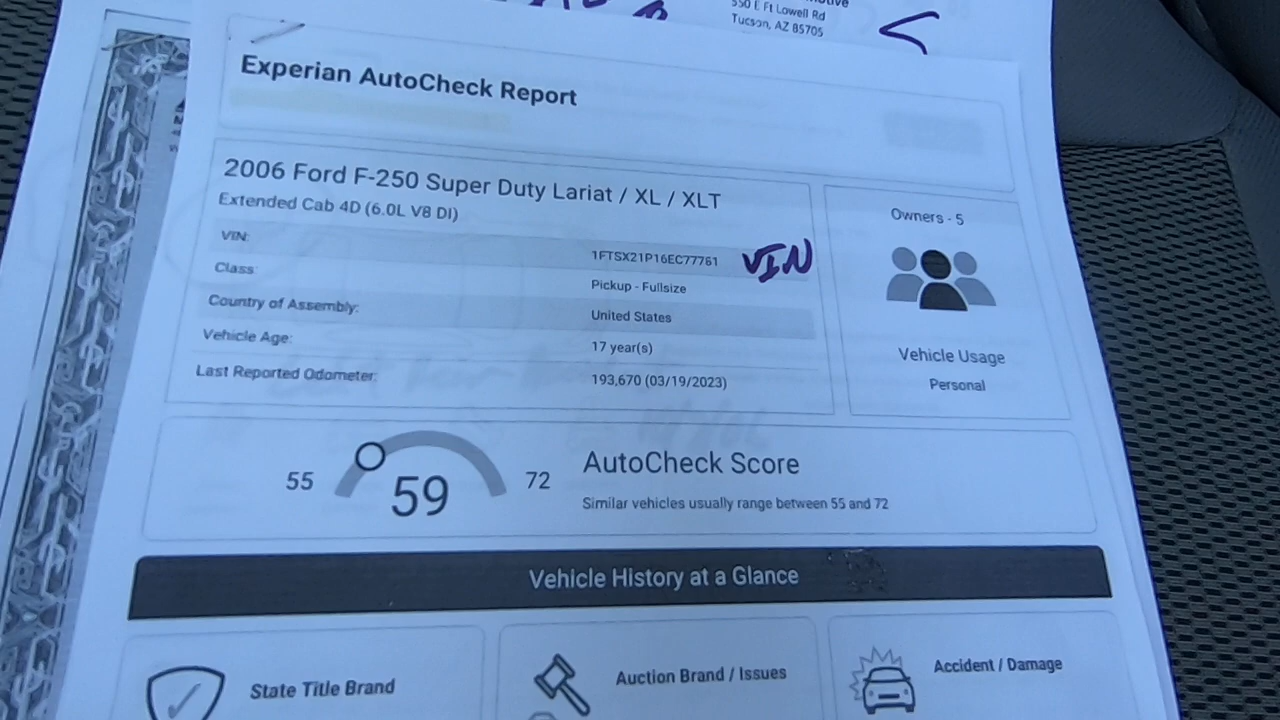 550 E Ft Lowell Rd
Tucson, AZ 85705
Experian AutoCheck Report
2006 Ford F-250 Super Duty Lariat / XL / XLT
Extended Cab 4D (6.0L V8 DI)
VIN: 1FTSX21P16EC77761 VIN
Class: Pickup - Fullsize
Country of Assembly: United States
Vehicle Age: 17 year(s)
Last Reported Odometer: 193,670 (03/19/2023)
Owners - 5
Vehicle Usage
Personal
55 59 72
AutoCheck Score
Similar vehicles usually range between 55 and 72
Vehicle History at a Glance
State Title Brand
Auction Brand / Issues
Accident / Damage